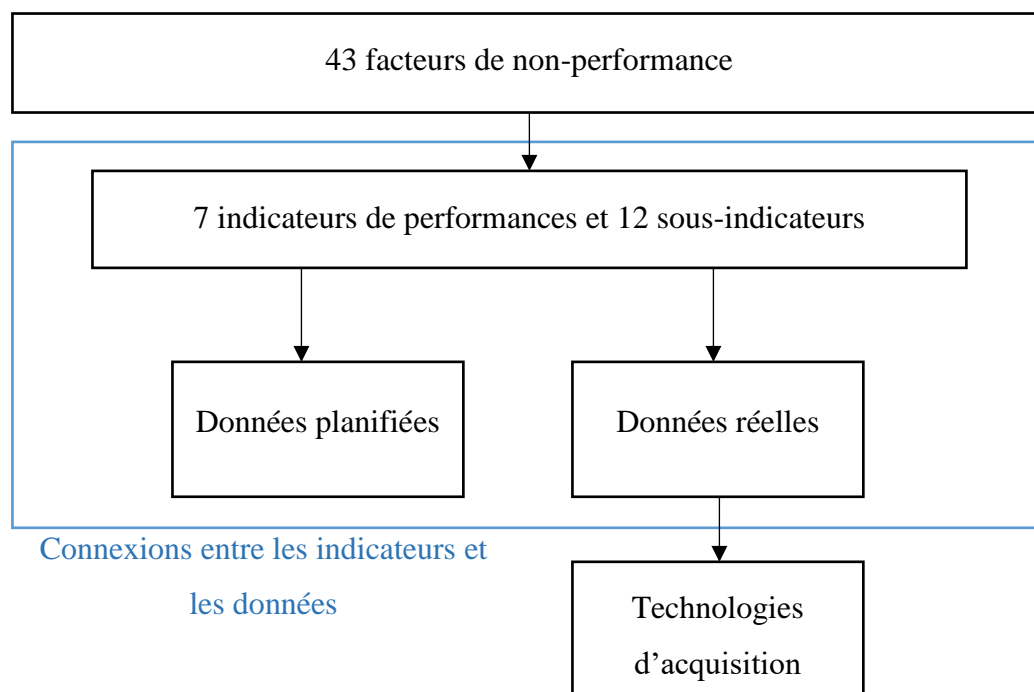 43 facteurs de non-performance
7 indicateurs de performances et 12 sous-indicateurs
Données planifiées
Données réelles
Connexions entre les indicateurs et
les données
Technologies
d’acquisition